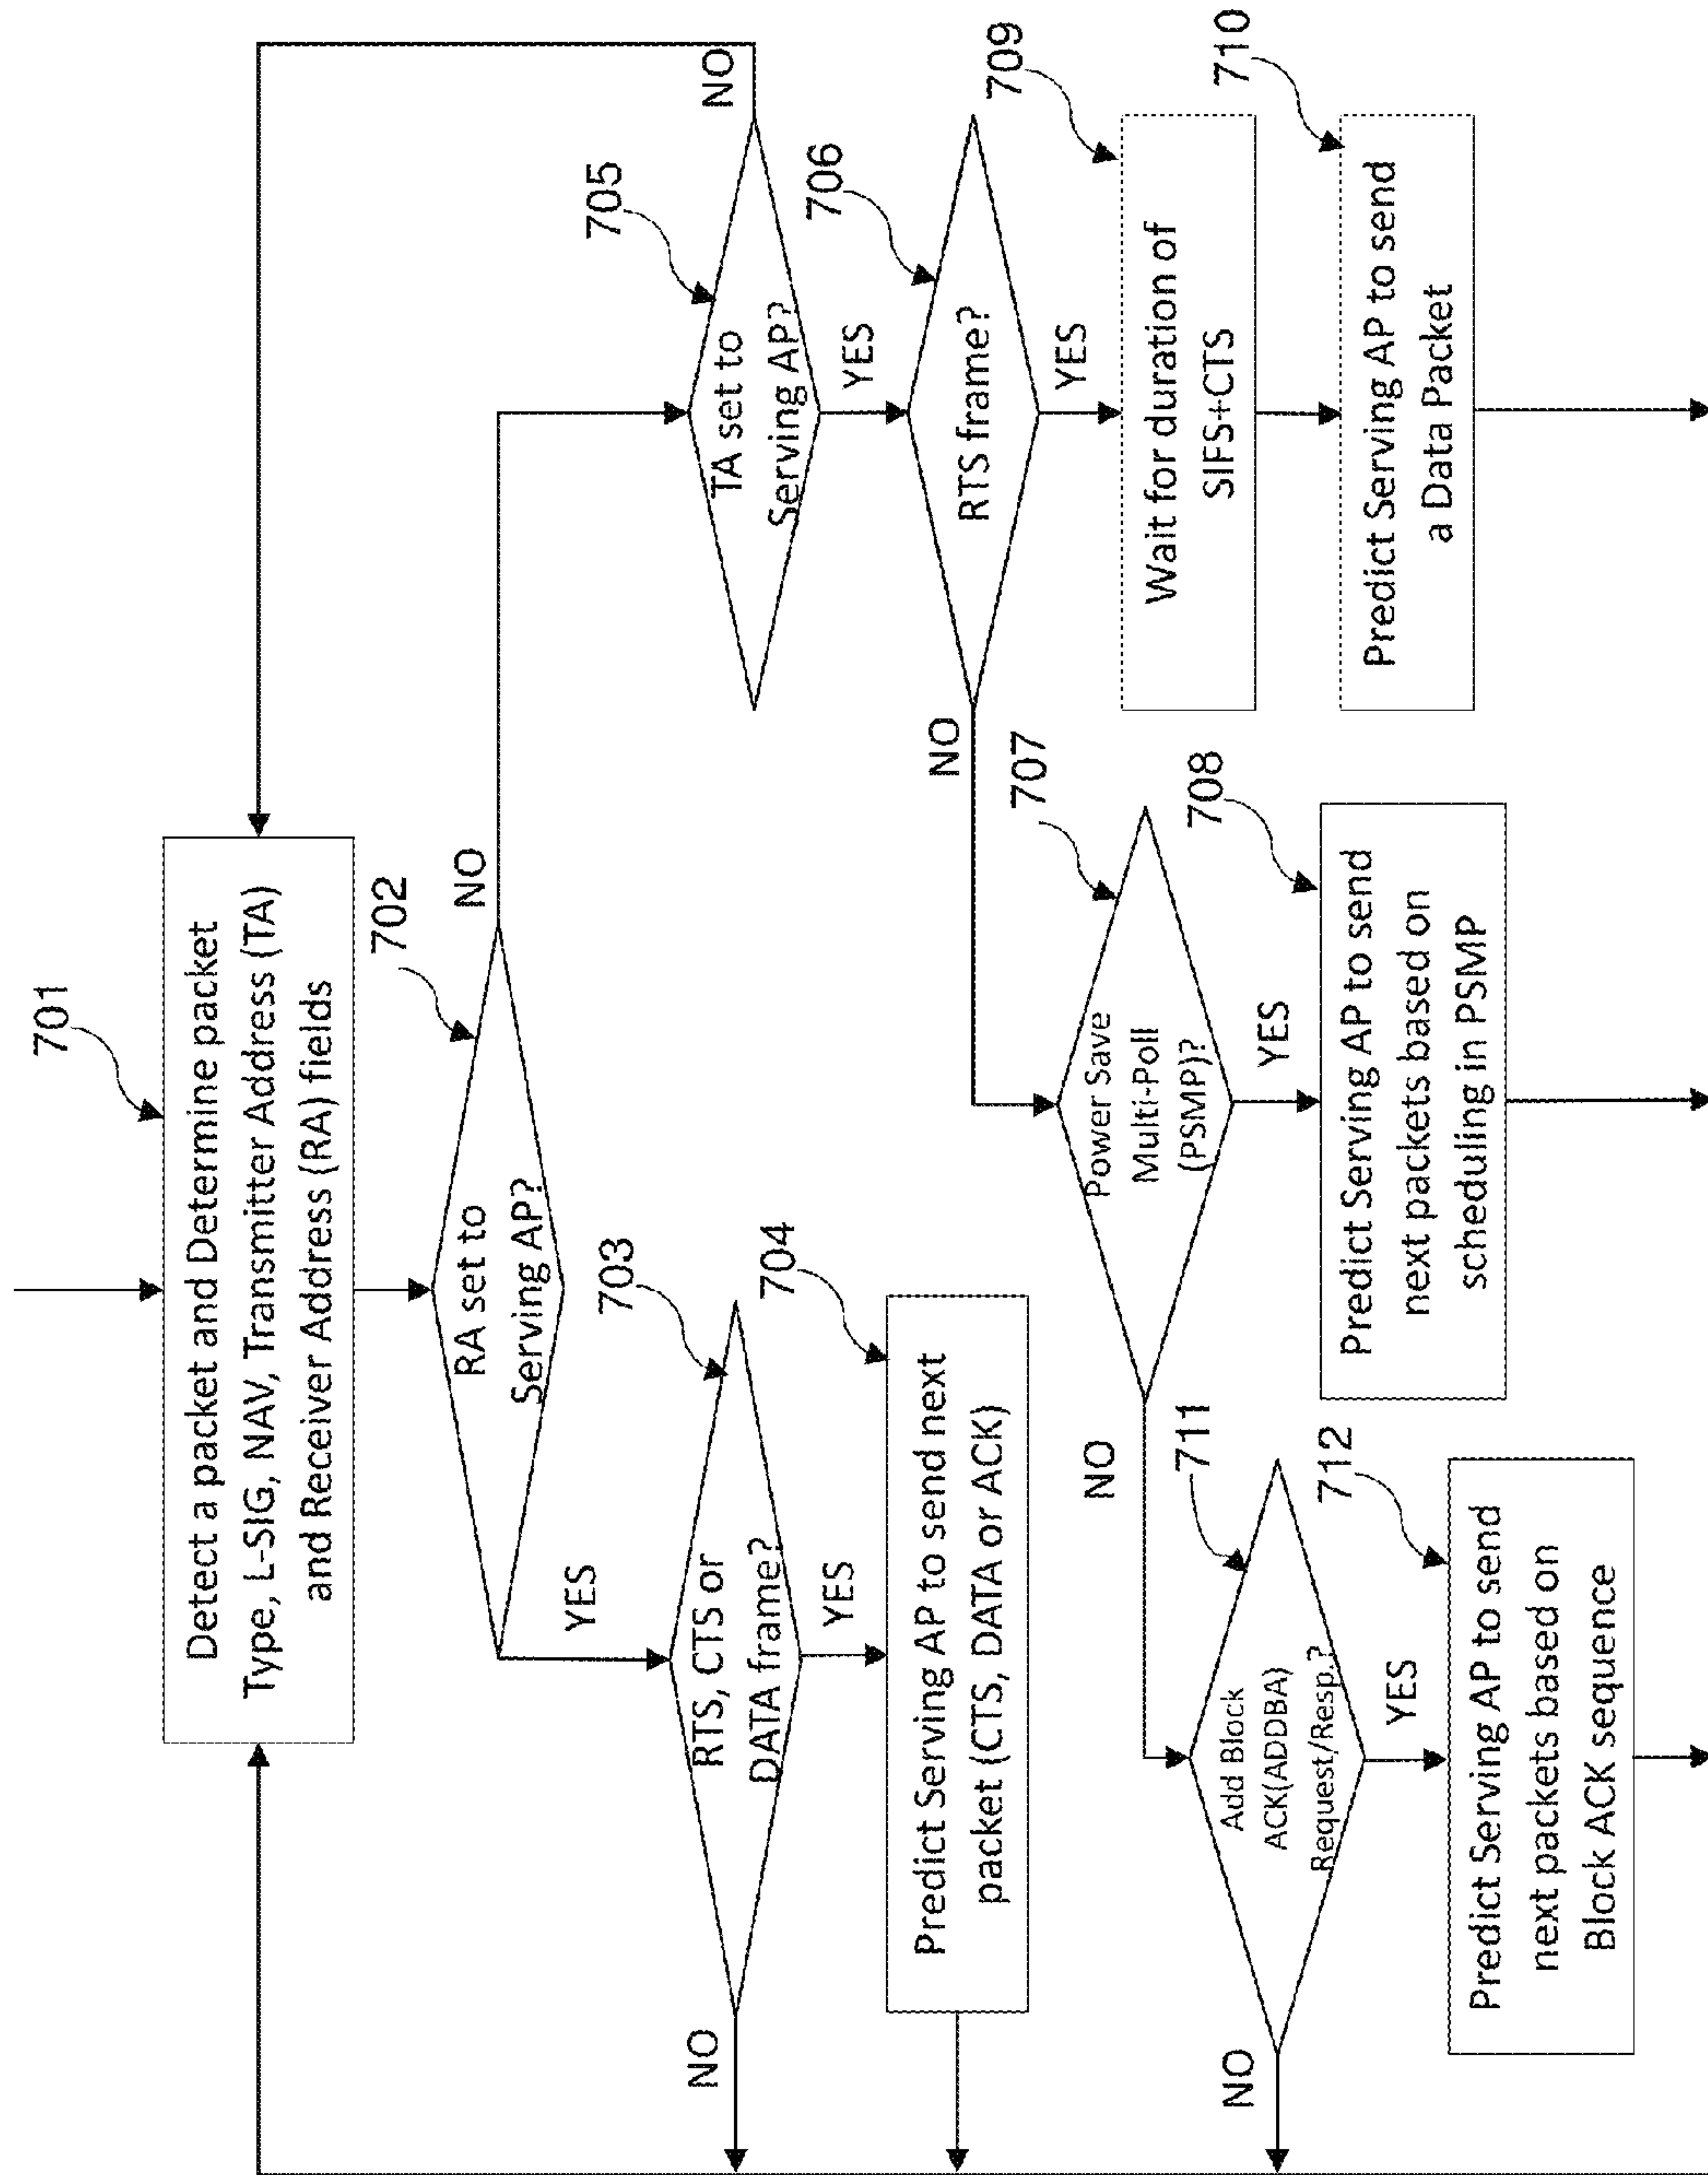 701
Detect a packet and Determine packet
Type, L-SIG, NAV, Transmitter Address (TA)
and Receiver Address (RA) fields
702
RA set to
Serving AP?
NO
YES
703
RTS, CTS or
DATA frame?
NO
YES
704
Predict Serving AP to send next
packet (CTS, DATA or ACK)
705
TA set to
Serving AP?
NO
YES
706
RTS frame?
NO
YES
709
Wait for duration of
SIFS+CTS
710
Predict Serving AP to send
a Data Packet
707
Power Save
Multi-Poll
(PSMP)?
NO
YES
708
Predict Serving AP to send
next packets based on
scheduling in PSMP
711
Add Block
ACK(ADDBA)
Request/Resp.?
NO
YES
712
Predict Serving AP to send
next packets based on
Block ACK sequence